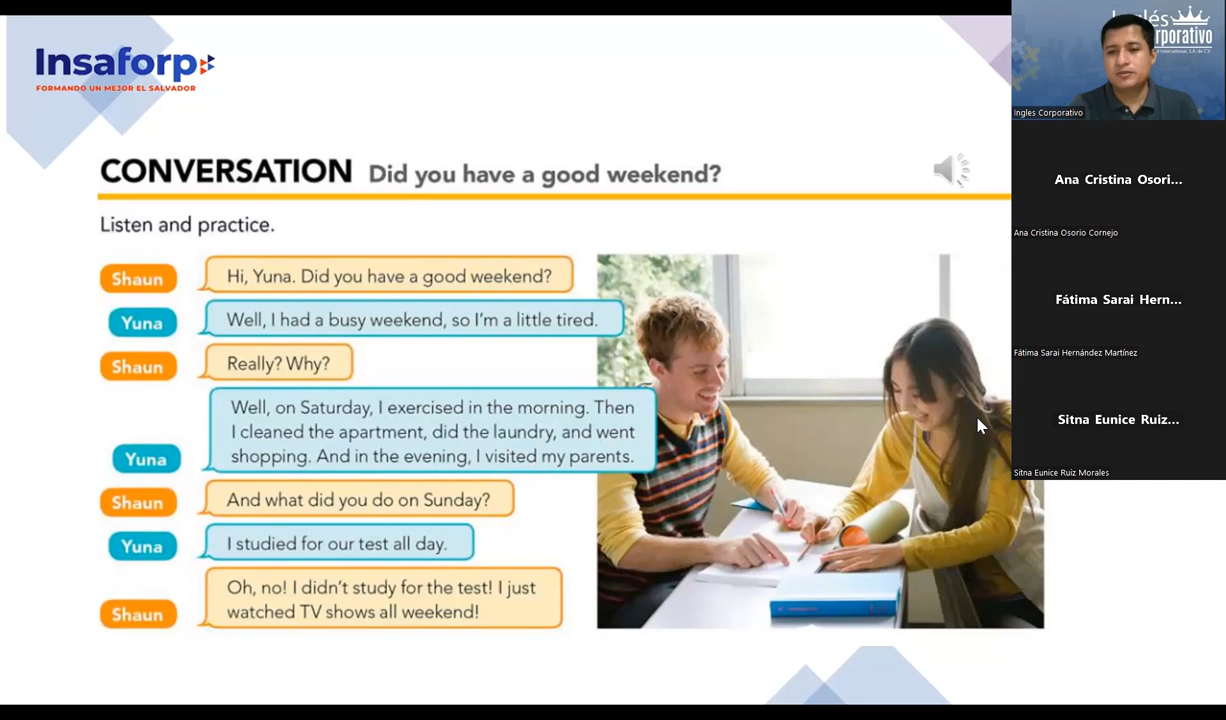 Insaforp
FORMANDO UN MEJOR EL SALVADOR
CONVERSATION Did you have a good weekend?
Listen and practice.
Shaun Hi, Yuna. Did you have a good weekend?
Yuna Well, I had a busy weekend, so I'm a little tired.
Shaun Really? Why?
Well, on Saturday, I exercised in the morning. Then
I cleaned the apartment, did the laundry, and went
Yuna shopping. And in the evening, I visited my parents.
Shaun And what did you do on Sunday?
Yuna I studied for our test all day.
Oh, no! I didn't study for the test! I just
Shaun watched TV shows all weekend!
Inglés
Ingles Corporativo
Ana Cristina Osori...
Ana Cristina Osorio Cornejo
Fátima Sarai Hern...
Fátima Sarai Hernández Martínez
Sitna Eunice Ruiz...
Sitna Eunice Ruiz Morales